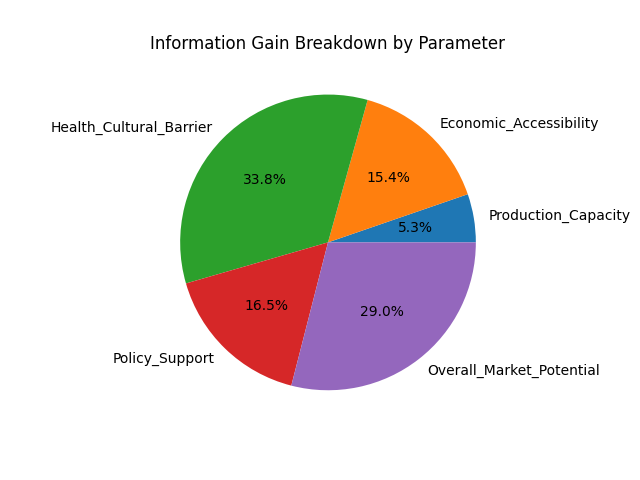 Information Gain Breakdown by Parameter
Health_Cultural_Barrier
Economic_Accessibility
33.8%
15.4%
Production_Capacity
5.3%
16.5%
29.0%
Policy_Support
Overall_Market_Potential